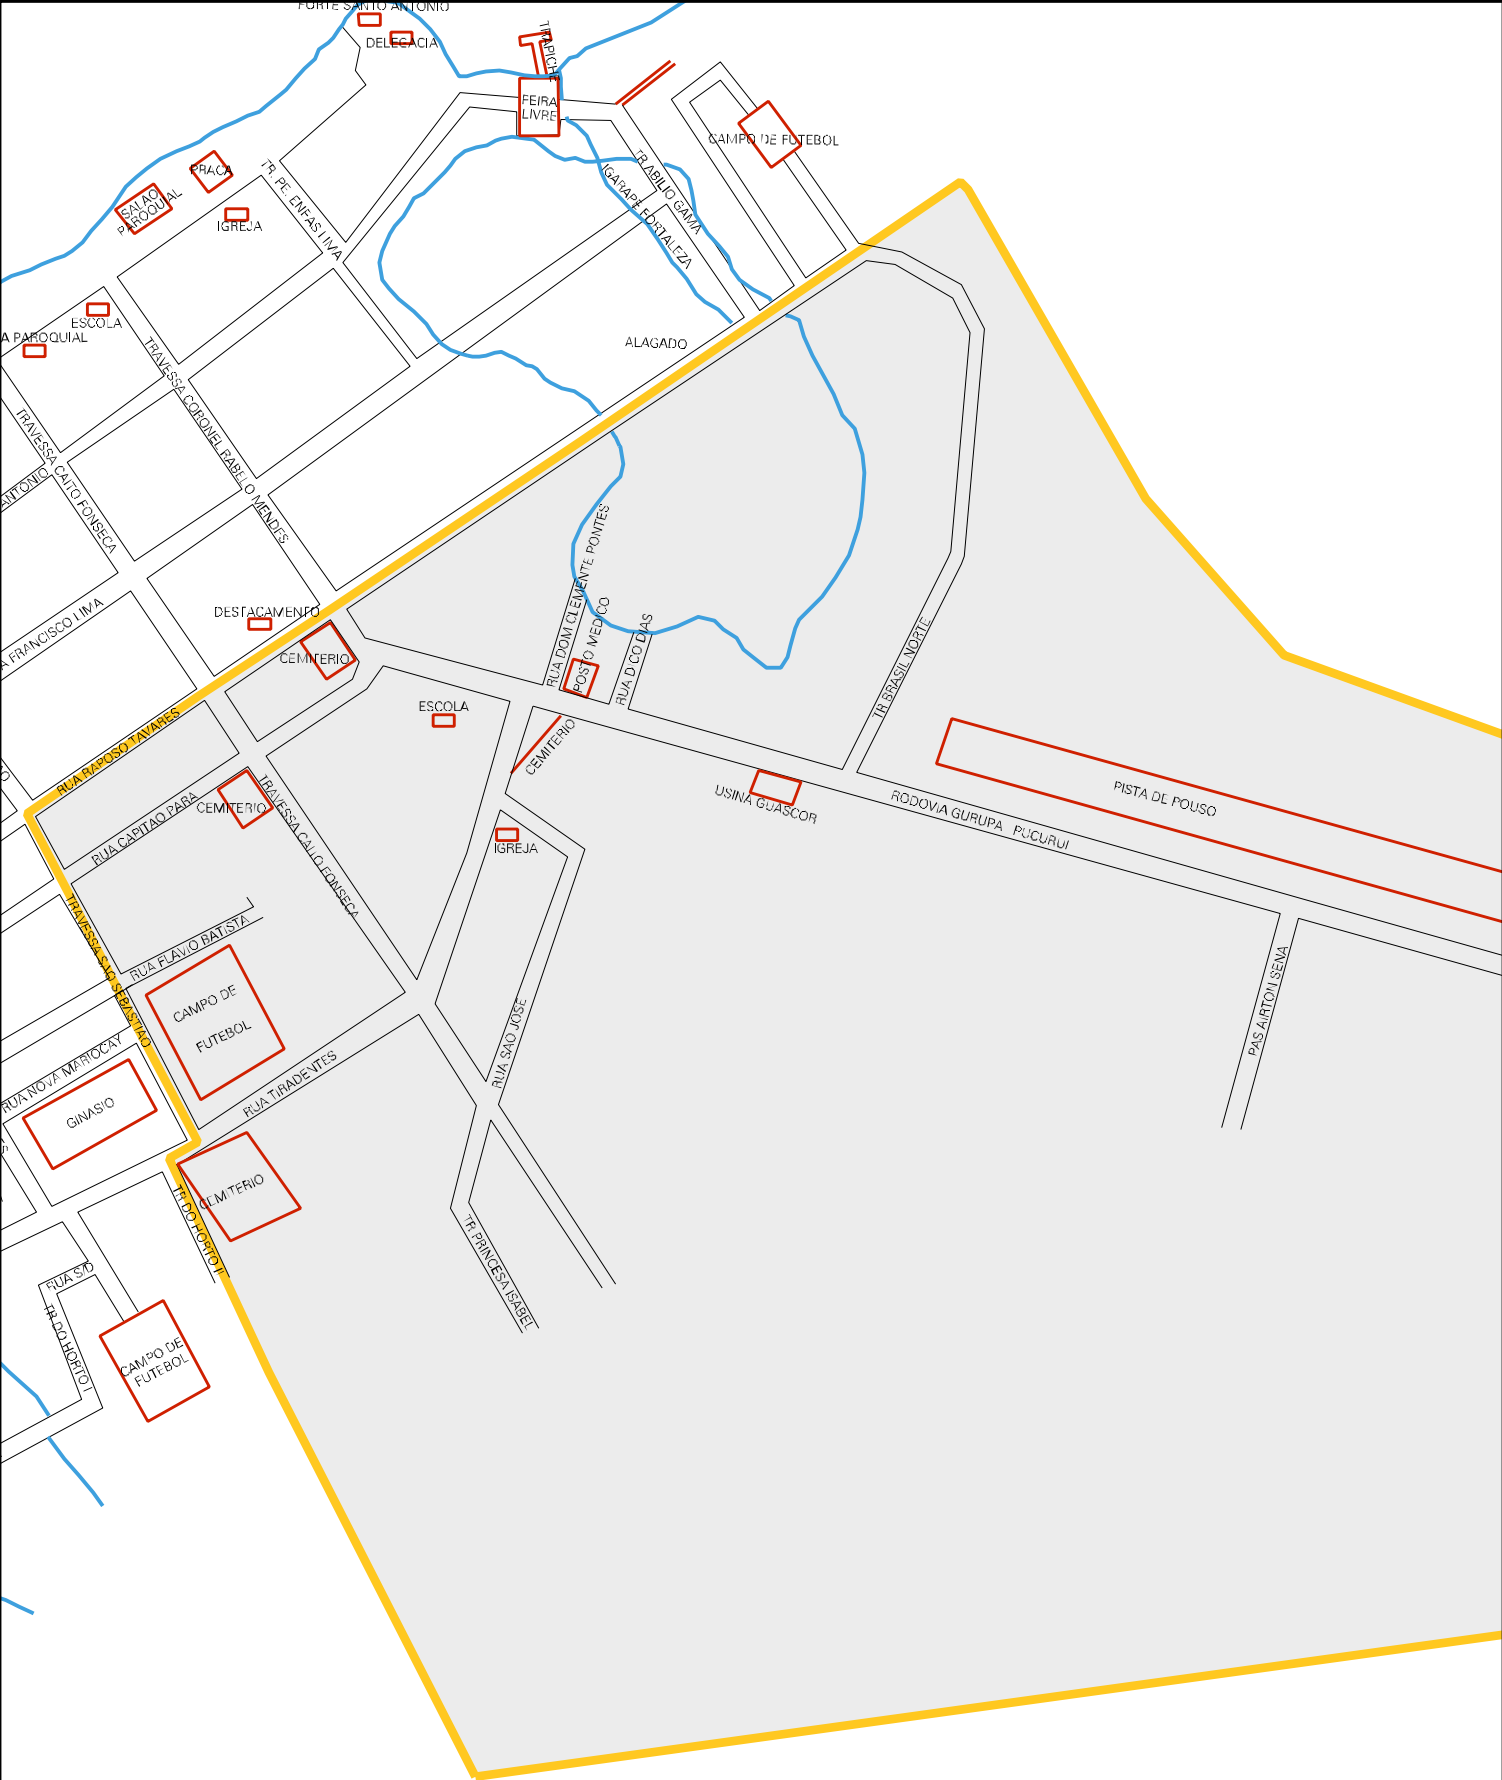 FORTE SANTO ANTONIO
DELEGACIA
TRAPICHE
FEIRA
LIVRE
CAMPO DE FUTEBOL
PRACA
SALAO
PAROQUIAL
IGREJA
TR. PE. ENFAS LIMA
TR ABILIO GAMA
IGARAPE FORTALEZA
ESCOLA
A PAROQUIAL
ALAGADO
TRAVESSA CORONEL RABELO MENDES
TRAVESSA CAITO FONSECA
ANTONIO
A FRANCISCO LIMA
DESTACAMENTO
CEMITERIO
RUA DOM CLEMENTE PONTES
POSTO MEDICO
RUA D CO DIAS
TR BRASIL NORTE
ESCOLA
CEMITERIO
RUA RAPOSO TAVARES
USINA GUASCOR
PISTA DE POUSO
RODOVIA GURUPA PUCURUI
CEMITERIO
RUA CAPITAO PARA
TRAVESSA CAITO FONSECA
IGREJA
TRAVESSA SAO SEBASTIAO
RUA FLAVIO BATISTA
CAMPO DE
FUTEBOL
RUA SAO JOSE
PAS AIRTON SENA
RUA NOVA MARIOCAY
GINASIO
RUA TIRADENTES
CEMITERIO
TR DO HORTO II
TR PRINCESA ISABEL
RUA S/D
TR DO HORTO I
CAMPO DE
FUTEBOL